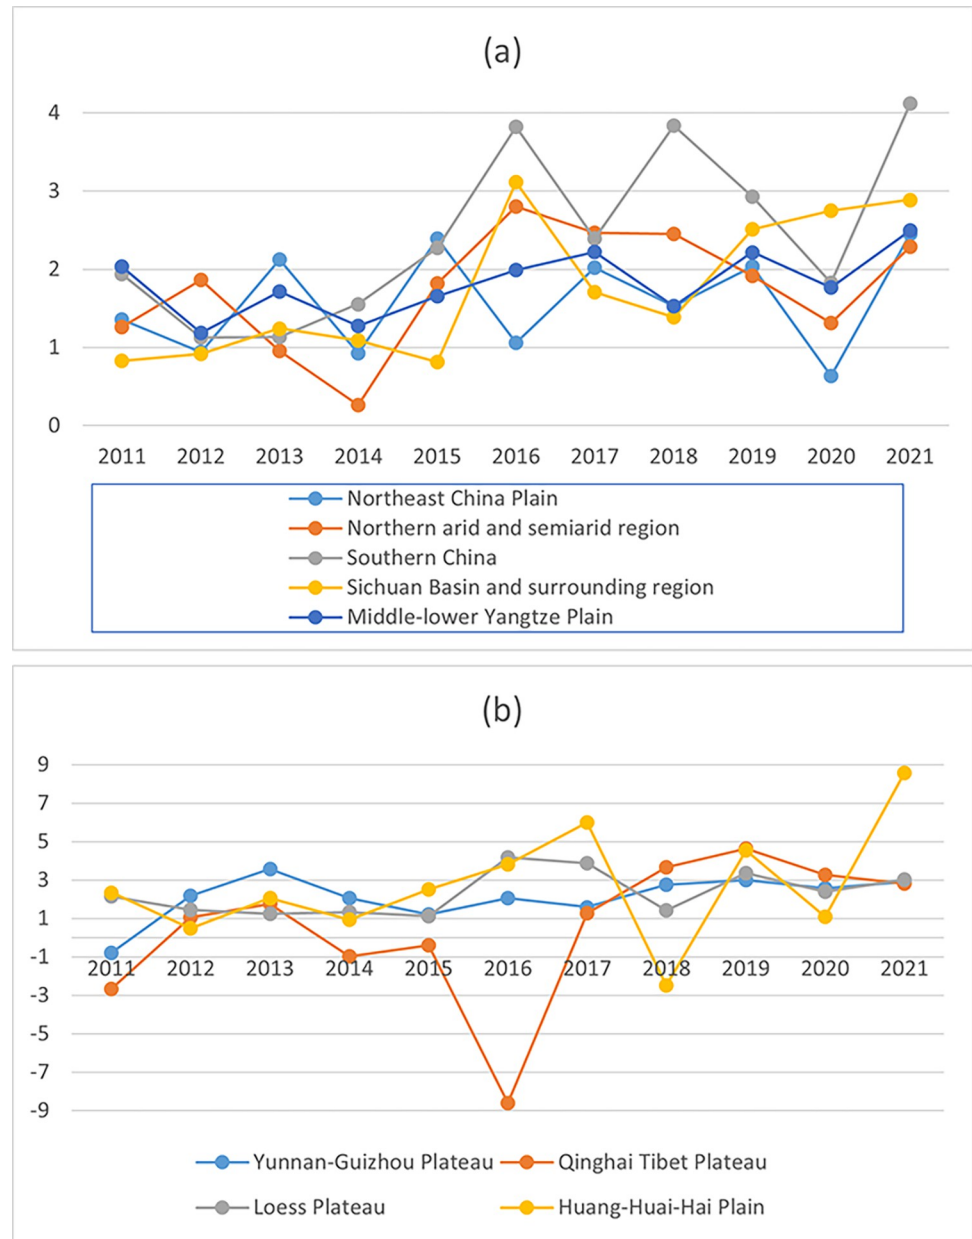 (a)
4
3
2
1
0
2011 2012 2013 2014 2015 2016 2017 2018 2019 2020 2021
Northeast China Plain
Northern arid and semiarid region
Southern China
Sichuan Basin and surrounding region
Middle-lower Yangtze Plain
(b)
9
7
5
3
1
-1
2011 2012 2013 2014 2015 2016 2017 2018 2019 2020 2021
-3
-5
-7
-9
Yunnan-Guizhou Plateau Qinghai Tibet Plateau
Loess Plateau Huang-Huai-Hai Plain